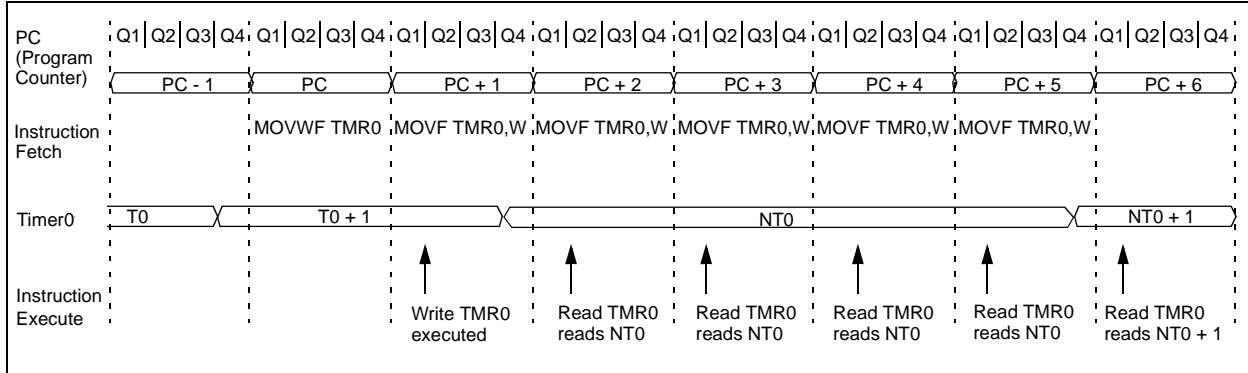 PC
(Program
Counter)
Q1 Q2 Q3 Q4 Q1 Q2 Q3 Q4 Q1 Q2 Q3 Q4 Q1 Q2 Q3 Q4 Q1 Q2 Q3 Q4 Q1 Q2 Q3 Q4 Q1 Q2 Q3 Q4 Q1 Q2 Q3 Q4
PC - 1 PC PC + 1 PC + 2 PC + 3 PC + 4 PC + 5 PC + 6
Instruction
Fetch
MOVWF TMR0 MOVF TMR0,W MOVF TMR0,W MOVF TMR0,W MOVF TMR0,W MOVF TMR0,W
Timer0
T0 T0 + 1 NT0 NT0 + 1
Instruction
Execute
Write TMR0
executed
Read TMR0
reads NT0
Read TMR0
reads NT0
Read TMR0
reads NT0
Read TMR0
reads NT0
Read TMR0
reads NT0 + 1